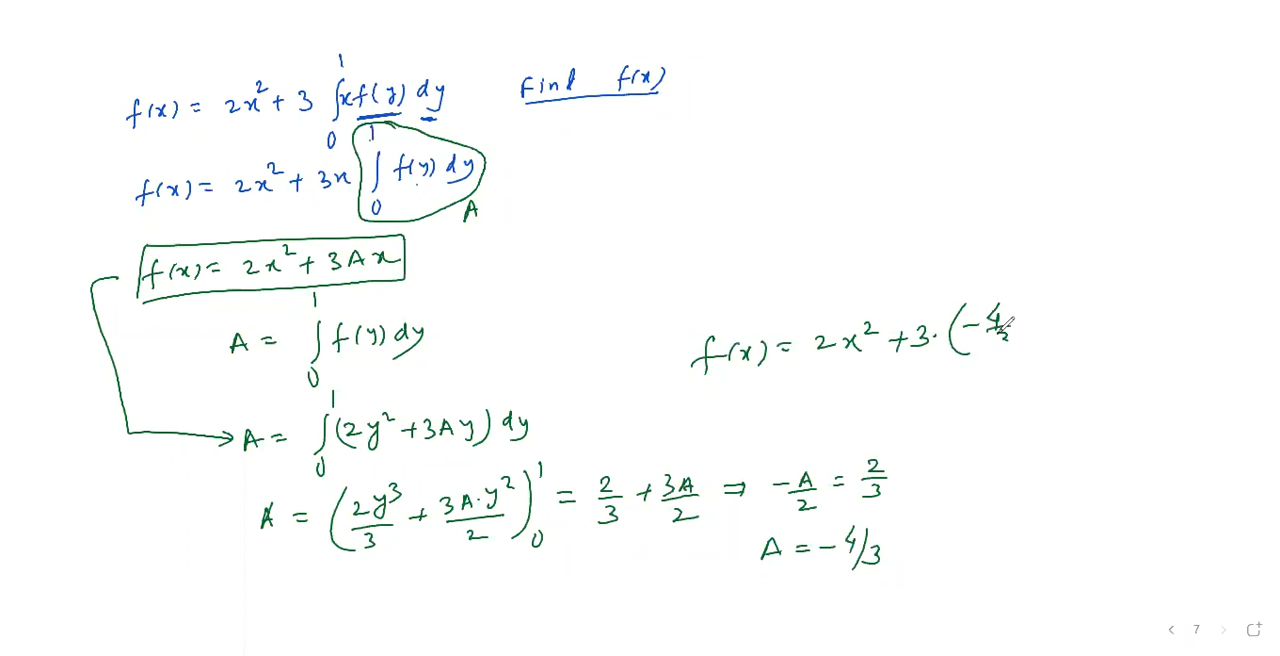 f(x) = 2x² + 3 ∫₀¹ x f(y) dy Find f(x)
f(x) = 2x² + 3x ∫₀¹ f(y) dy
A
f(x) = 2x² + 3Ax
A = ∫₀¹ f(y) dy
f(x) = 2x² + 3·(-4/3
A = ∫₀¹ (2y² + 3Ay) dy
A = (2y³/3 + 3A·y²/2)₀¹ = 2/3 + 3A/2 ⇒ -A/2 = 2/3
A = -4/3
< 7 >